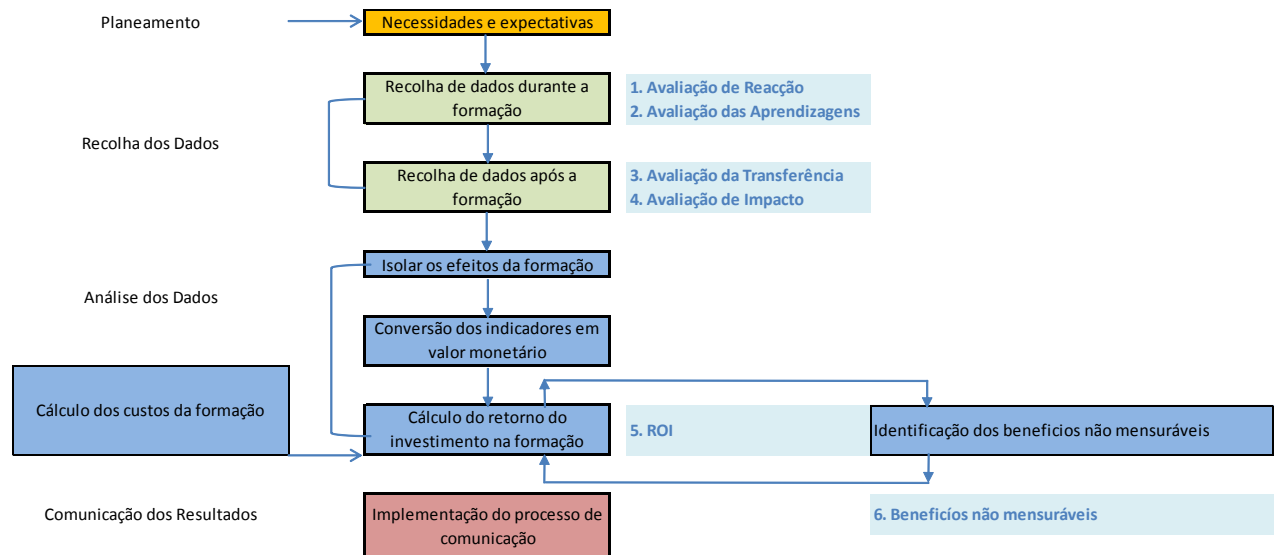 Planeamento
Necessidades e expectativas
Recolha de dados durante a
formação
1. Avaliação de Reacção
2. Avaliação das Aprendizagens
Recolha dos Dados
Recolha de dados após a
formação
3. Avaliação da Transferência
4. Avaliação de Impacto
Isolar os efeitos da formação
Análise dos Dados
Conversão dos indicadores em
valor monetário
Cálculo dos custos da formação
Cálculo do retorno do
investimento na formação
5. ROI
Identificação dos beneficios não mensuráveis
Comunicação dos Resultados
Implementação do processo de
comunicação
6. Beneficíos não mensuráveis